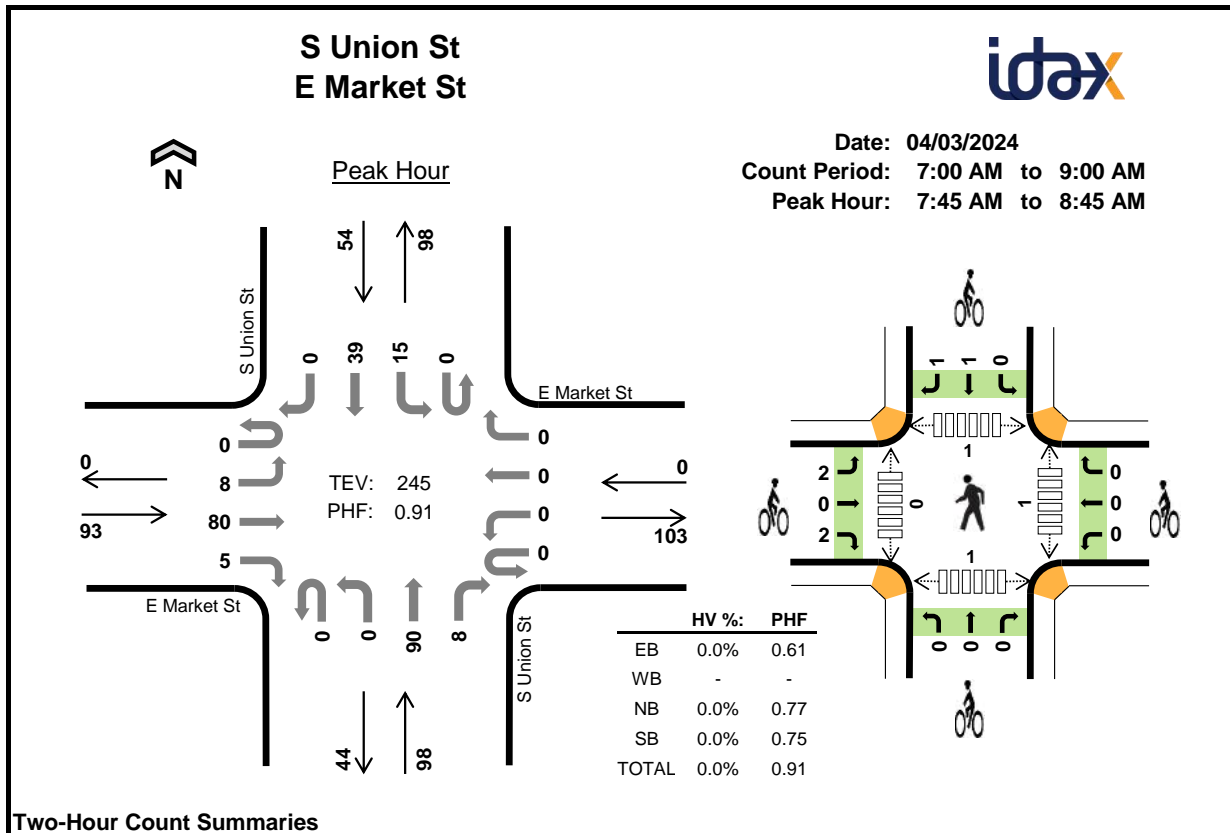 S Union St
E Market St
idax
Date: 04/03/2024
Count Period: 7:00 AM to 9:00 AM
Peak Hour: 7:45 AM to 8:45 AM
N
Peak Hour
54
98
S Union St
0
39
15
0
E Market St
0
0
0
0
0
103
0
93
0
8
80
5
TEV: 245
PHF: 0.91
E Market St
0
0
90
8
S Union St
44
98
HV %: PHF
EB 0.0% 0.61
WB - -
NB 0.0% 0.77
SB 0.0% 0.75
TOTAL 0.0% 0.91
1
1
0
1
2
0
2
0
1
0
0
0
1
0
0
0
Two-Hour Count Summaries